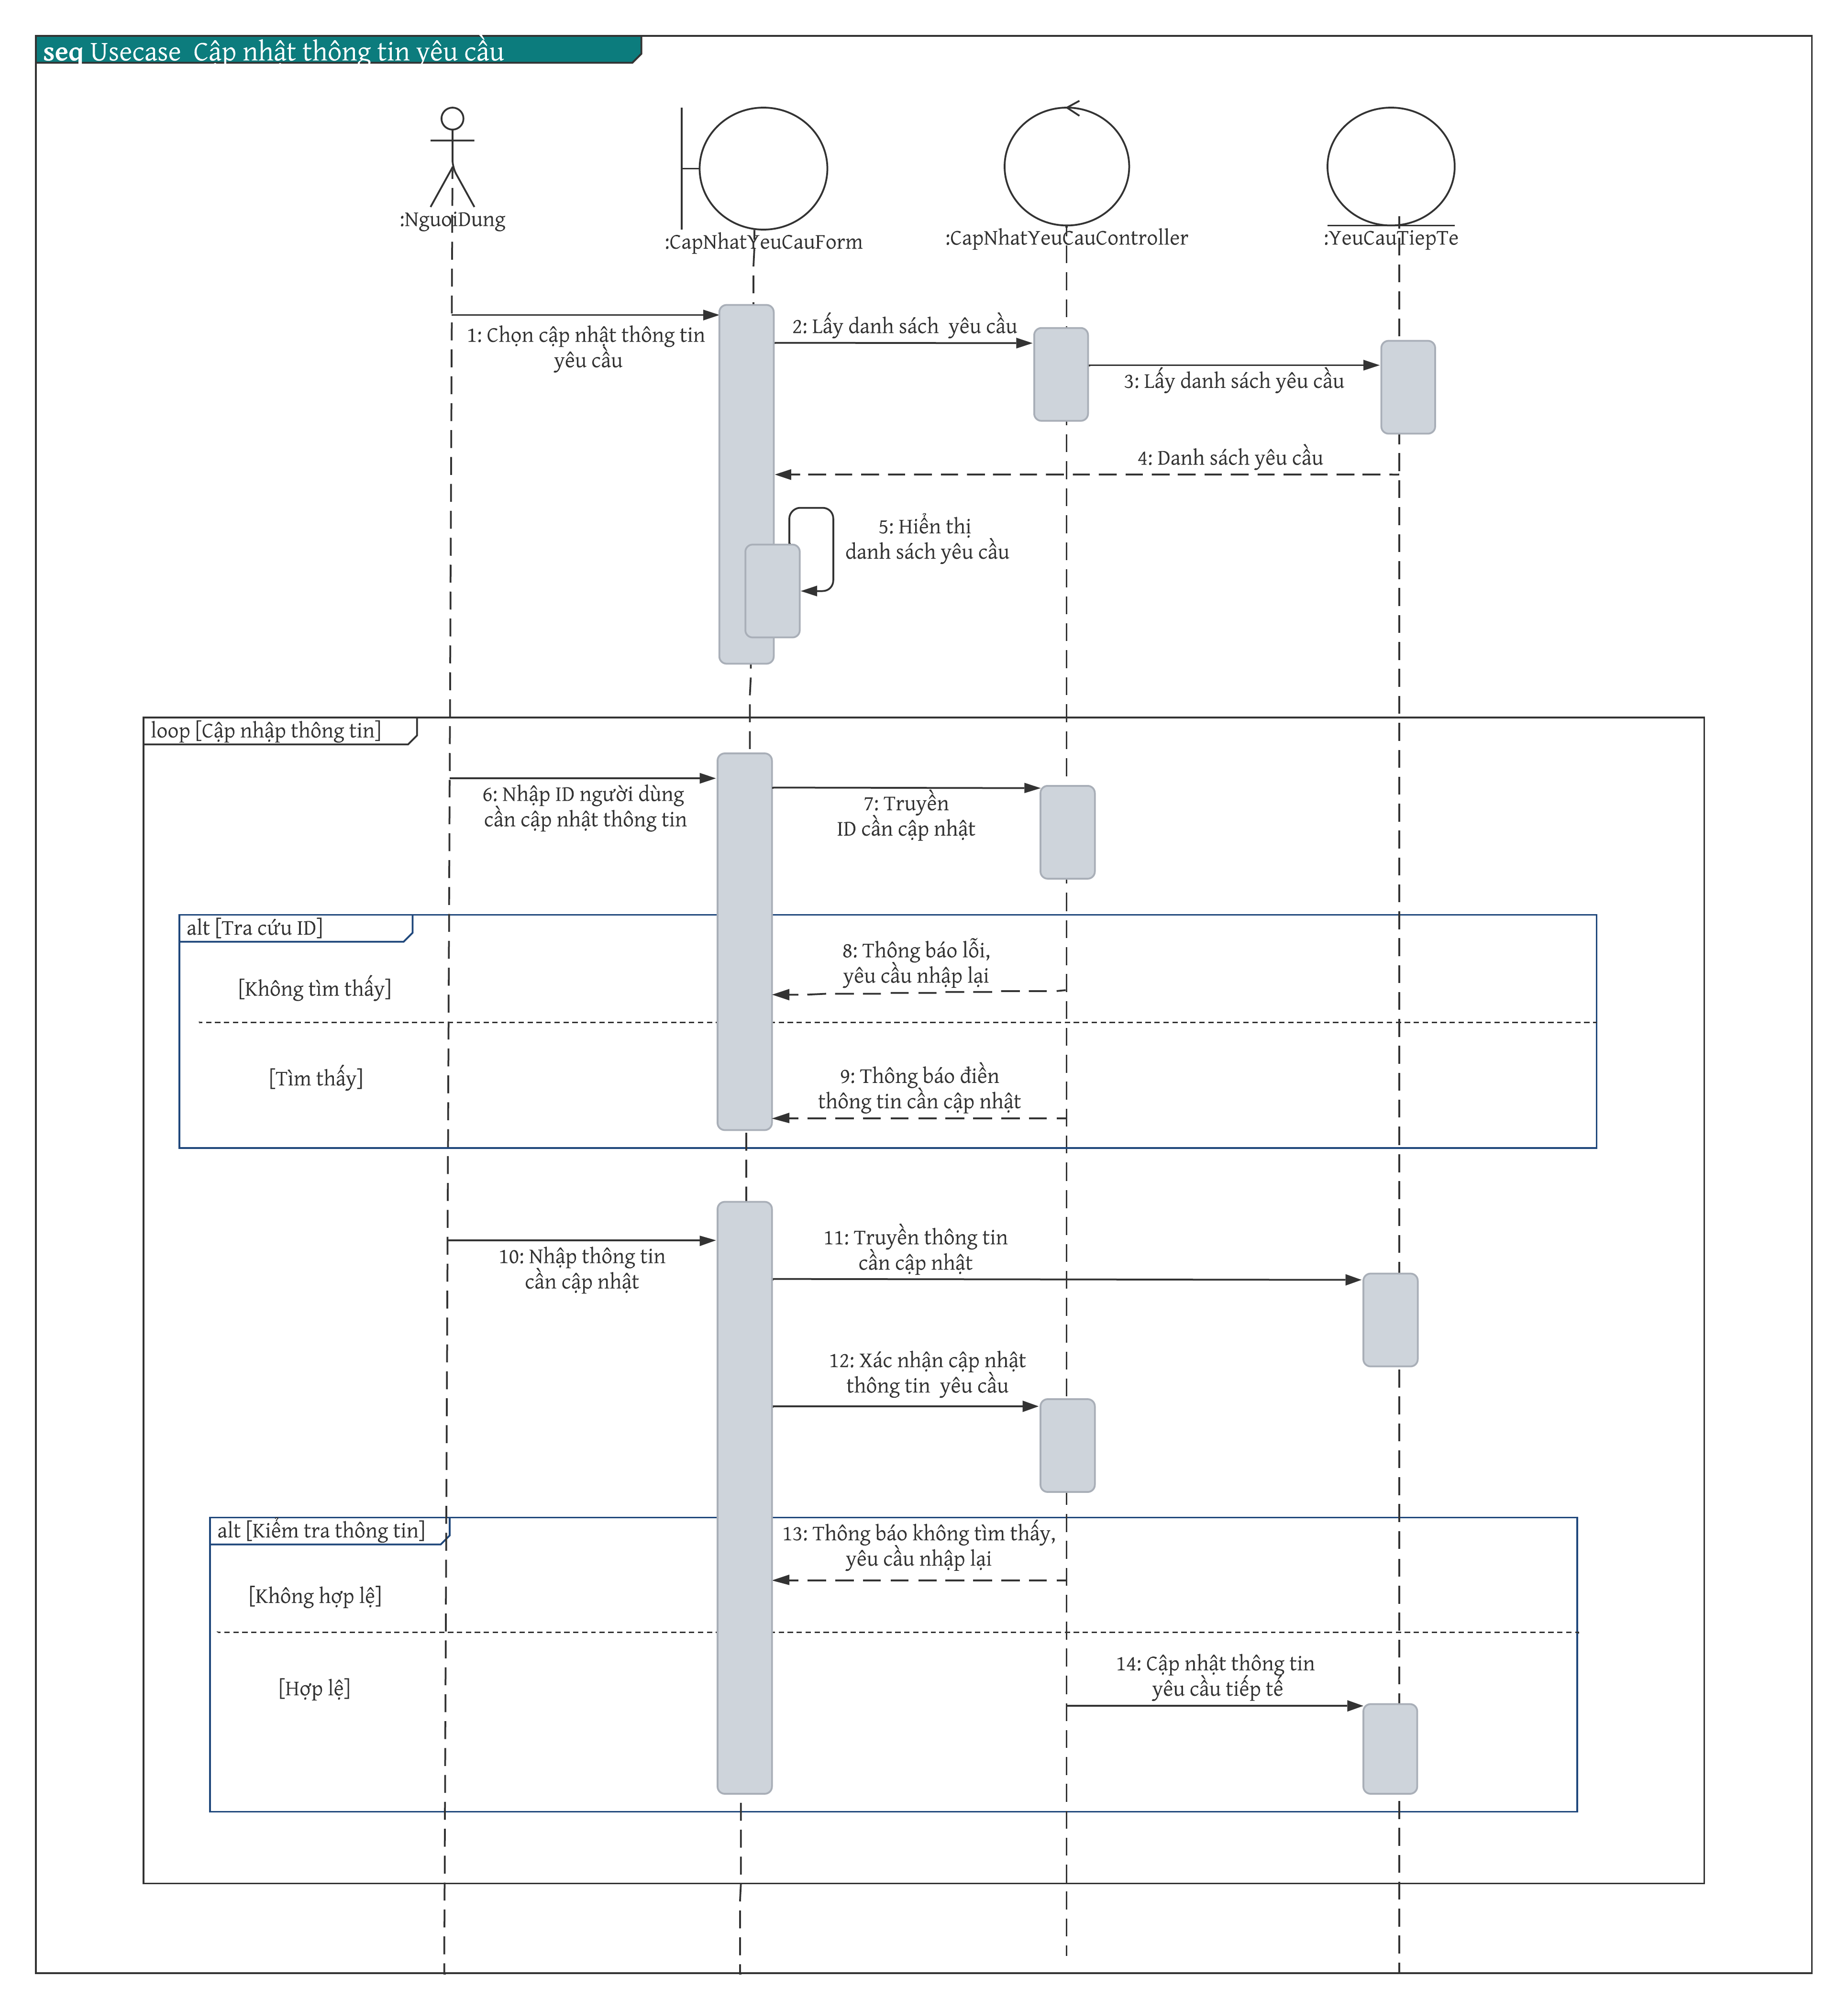 seq Usecase  Cập nhật thông tin yêu cầu
:NguoiDung
:CapNhatYeuCauForm
:CapNhatYeuCauController
:YeuCauTiepTe
1: Chọn cập nhật thông tin
yêu cầu
2: Lấy danh sách  yêu cầu
3: Lấy danh sách yêu cầu
4: Danh sách yêu cầu
5: Hiển thị
danh sách yêu cầu
loop [Cập nhập thông tin]
6: Nhập ID người dùng
cần cập nhật thông tin
7: Truyền
ID cần cập nhật
alt [Tra cứu ID]
8: Thông báo lỗi,
yêu cầu nhập lại
[Không tìm thấy]
[Tìm thấy]
9: Thông báo điền
thông tin cần cập nhật
10: Nhập thông tin
cần cập nhật
11: Truyền thông tin
cần cập nhật
12: Xác nhận cập nhật
thông tin  yêu cầu
alt [Kiểm tra thông tin]
13: Thông báo không tìm thấy,
yêu cầu nhập lại
[Không hợp lệ]
14: Cập nhật thông tin
yêu cầu tiếp tế
[Hợp lệ]